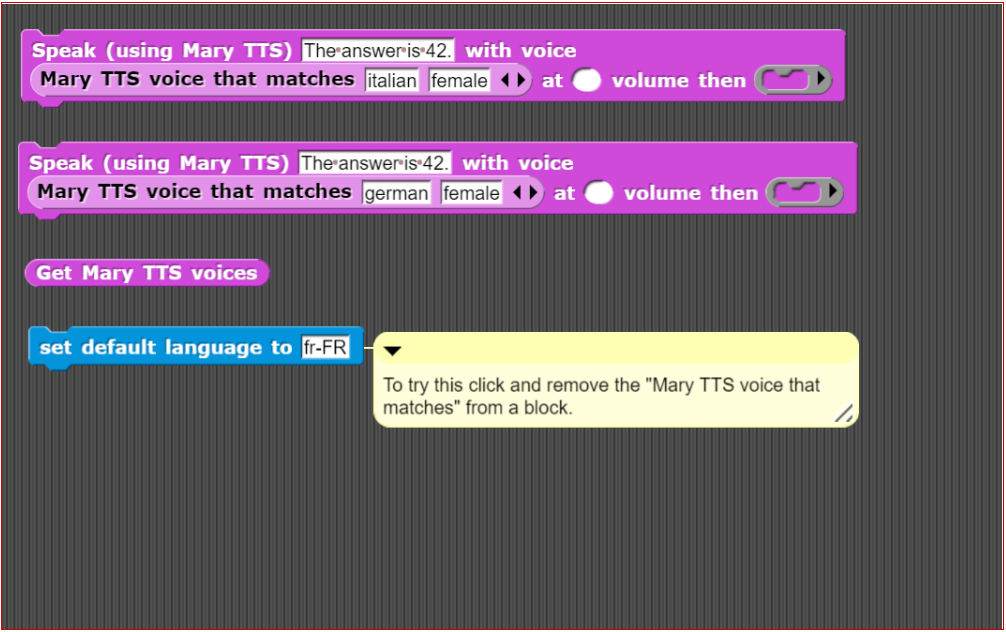 Speak (using Mary TTS) The answer is 42. with voice
Mary TTS voice that matches italian female at volume then
Speak (using Mary TTS) The answer is 42. with voice
Mary TTS voice that matches german female at volume then
Get Mary TTS voices
set default language to fr-FR
To try this click and remove the "Mary TTS voice that
matches" from a block.